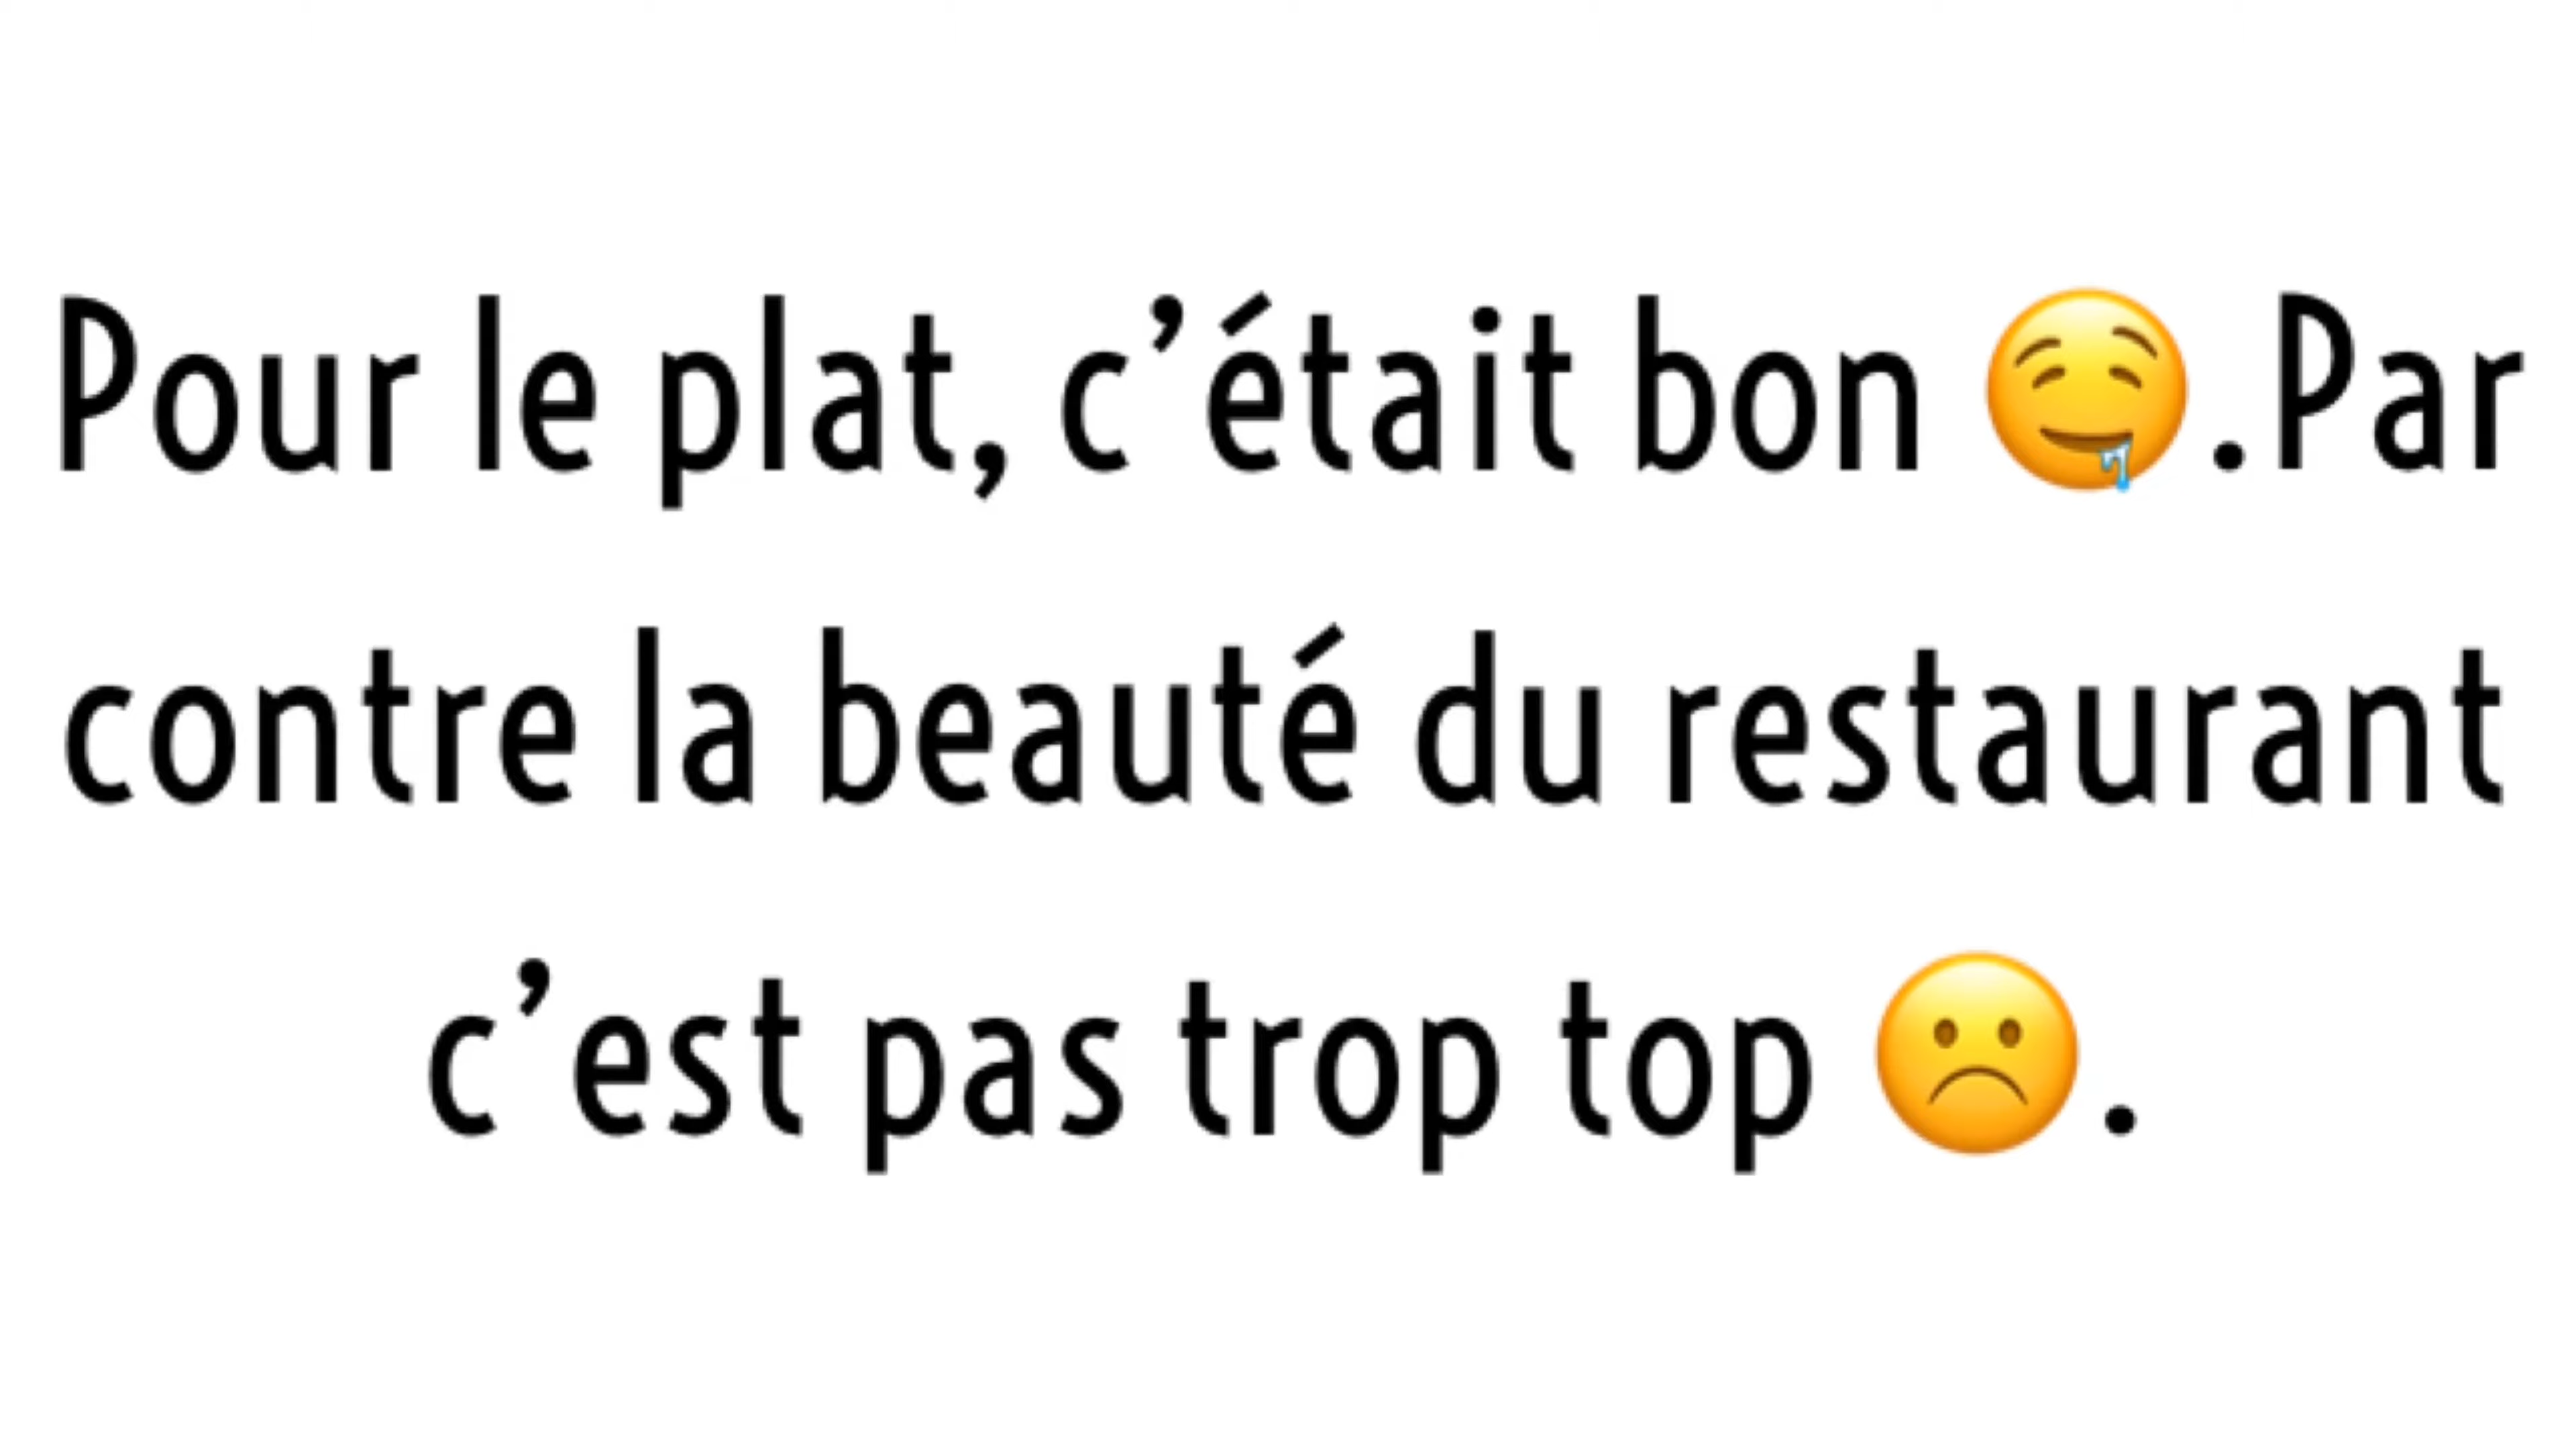 Pour le plat, c’était bon 🤤.Par
contre la beauté du restaurant
c’est pas trop top ☹️.